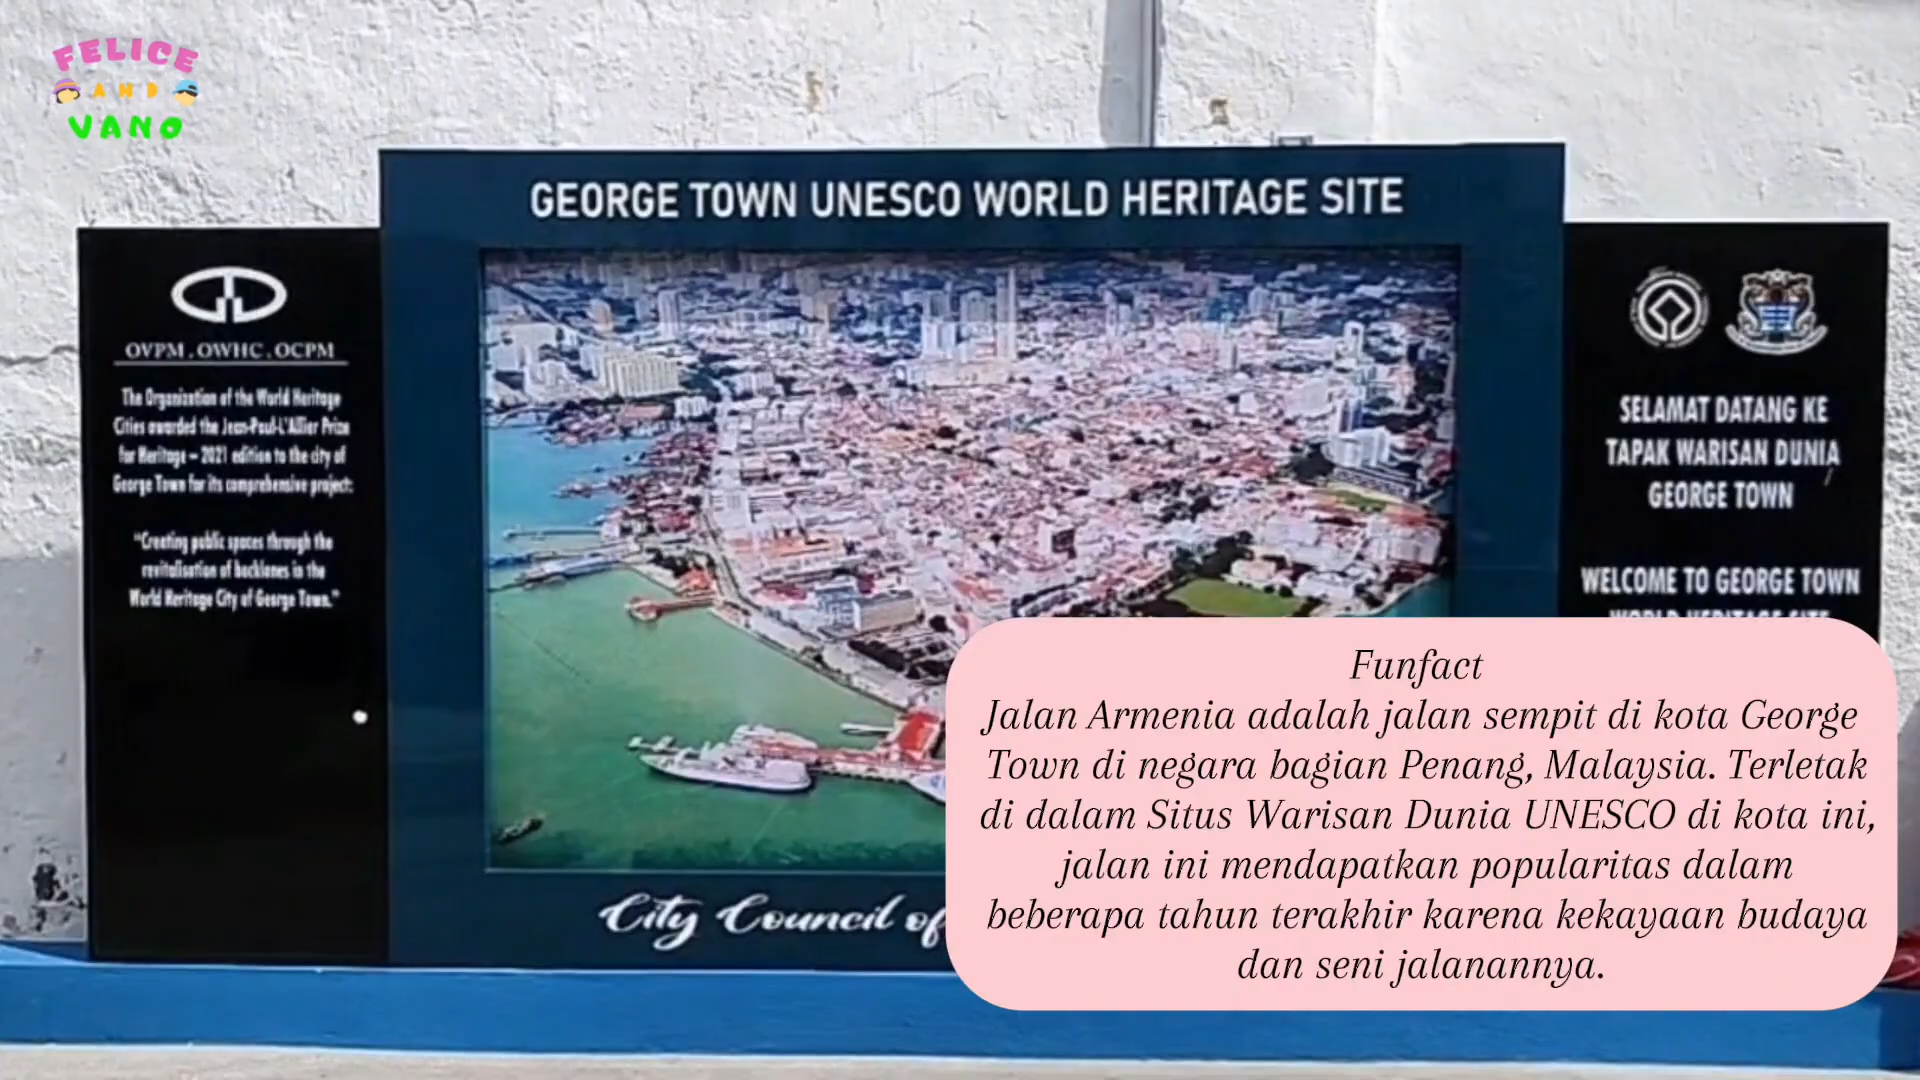 FELICE
AND
VANO
GEORGE TOWN UNESCO WORLD HERITAGE SITE
OVPM . OWHC . OCPM
The Organization of the World Heritage
Cities awarded the Jean-Paul-L'Allier Prize
for Heritage – 2021 edition to the city of
George Town for its comprehensive project:
"Creating public spaces through the
revitalisation of backlanes in the
World Heritage City of George Town."
SELAMAT DATANG KE
TAPAK WARISAN DUNIA
GEORGE TOWN
WELCOME TO GEORGE TOWN
WORLD HERITAGE SITE
City Council of
Funfact
Jalan Armenia adalah jalan sempit di kota George
Town di negara bagian Penang, Malaysia. Terletak
di dalam Situs Warisan Dunia UNESCO di kota ini,
jalan ini mendapatkan popularitas dalam
beberapa tahun terakhir karena kekayaan budaya
dan seni jalanannya.